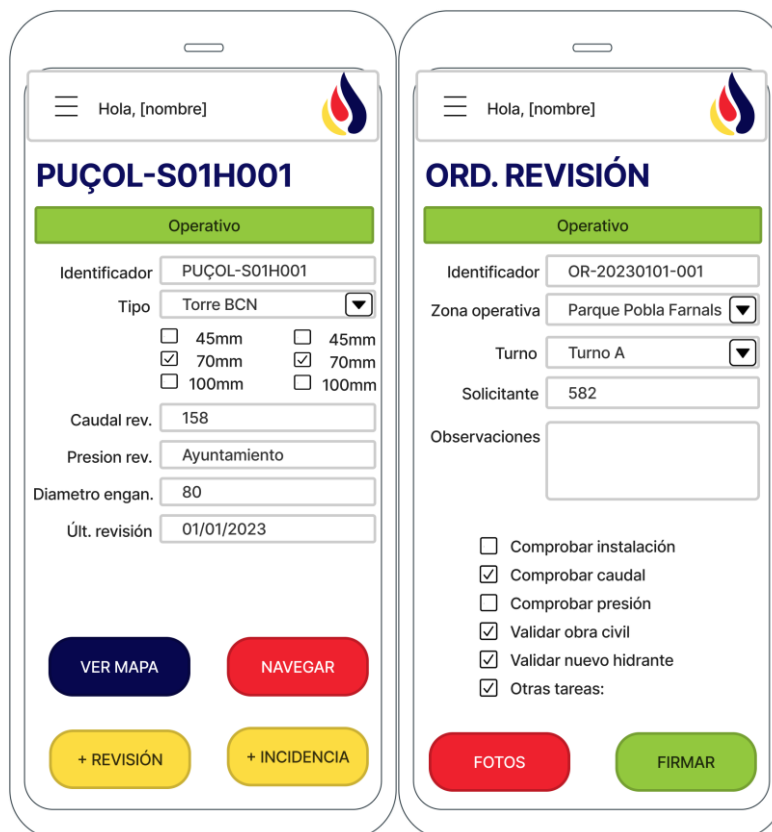 Hola, [nombre]
PUÇOL-S01H001
Operativo
Identificador PUÇOL-S01H001
Tipo Torre BCN
45mm 45mm
70mm 70mm
100mm 100mm
Caudal rev. 158
Presion rev. Ayuntamiento
Diametro engan. 80
Últ. revisión 01/01/2023
VER MAPA NAVEGAR
+ REVISIÓN + INCIDENCIA
Hola, [nombre]
ORD. REVISIÓN
Operativo
Identificador OR-20230101-001
Zona operativa Parque Pobla Farnals
Turno Turno A
Solicitante 582
Observaciones
Comprobar instalación
Comprobar caudal
Comprobar presión
Validar obra civil
Validar nuevo hidrante
Otras tareas:
FOTOS FIRMAR